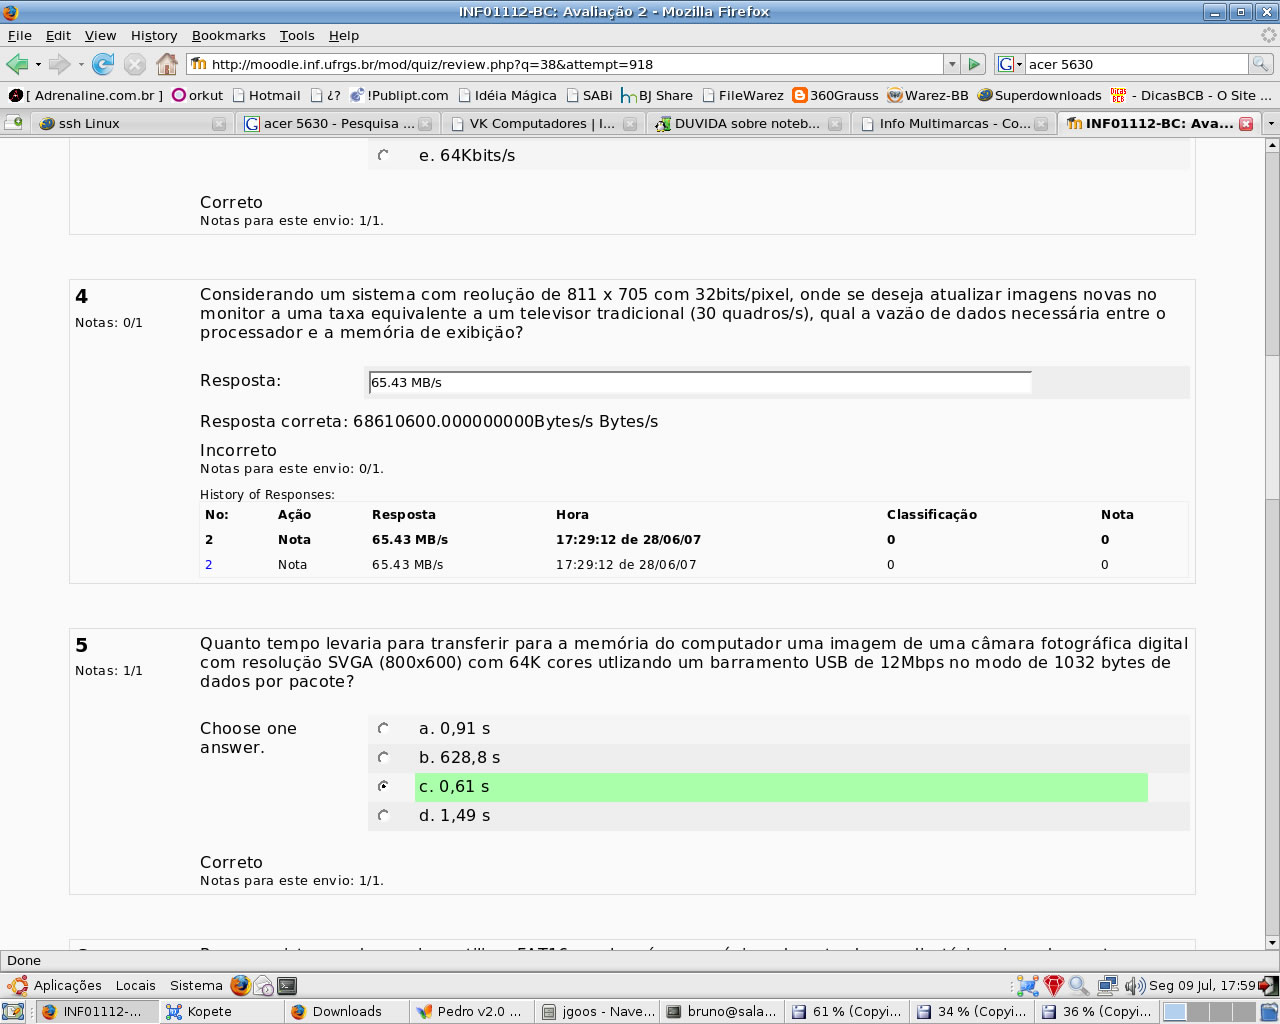 INF01112-BC: Avaliação 2 - Mozilla Firefox
File Edit View History Bookmarks Tools Help
http://moodle.inf.ufrgs.br/mod/quiz/review.php?q=38&attempt=918
acer 5630
[ Adrenaline.com.br ] orkut Hotmail ¿? !Publipt.com Idéia Mágica SABi BJ Share FileWarez 360Grauss Warez-BB Superdownloads - DicasBCB - O Site ...
ssh Linux
acer 5630 - Pesquisa ...
VK Computadores | I...
DUVIDA sobre noteb...
Info Multimarcas - Co...
INF01112-BC: Ava...
e. 64Kbits/s
Correto
Notas para este envio: 1/1.
4
Notas: 0/1
Considerando um sistema com reolução de 811 x 705 com 32bits/pixel, onde se deseja atualizar imagens novas no
monitor a uma taxa equivalente a um televisor tradicional (30 quadros/s), qual a vazão de dados necessária entre o
processador e a memória de exibição?
Resposta:
65.43 MB/s
Resposta correta: 68610600.000000000Bytes/s Bytes/s
Incorreto
Notas para este envio: 0/1.
History of Responses:
No: Ação Resposta Hora Classificação Nota
2 Nota 65.43 MB/s 17:29:12 de 28/06/07 0 0
2 Nota 65.43 MB/s 17:29:12 de 28/06/07 0 0
5
Notas: 1/1
Quanto tempo levaria para transferir para a memória do computador uma imagem de uma câmara fotográfica digital
com resolução SVGA (800x600) com 64K cores utlizando um barramento USB de 12Mbps no modo de 1032 bytes de
dados por pacote?
Choose one
answer.
a. 0,91 s
b. 628,8 s
c. 0,61 s
d. 1,49 s
Correto
Notas para este envio: 1/1.
Done
Aplicações Locais Sistema
Seg 09 Jul, 17:59
INF01112-...
Kopete
Downloads
Pedro v2.0 ...
jgoos - Nave...
bruno@sala...
61 % (Copyi...
34 % (Copyi...
36 % (Copyi...